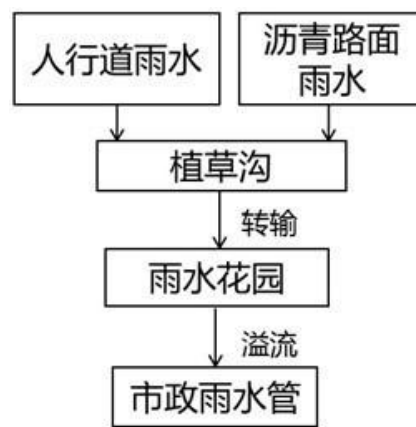 人行道雨水
沥青路面
雨水
植草沟
转输
雨水花园
溢流
市政雨水管